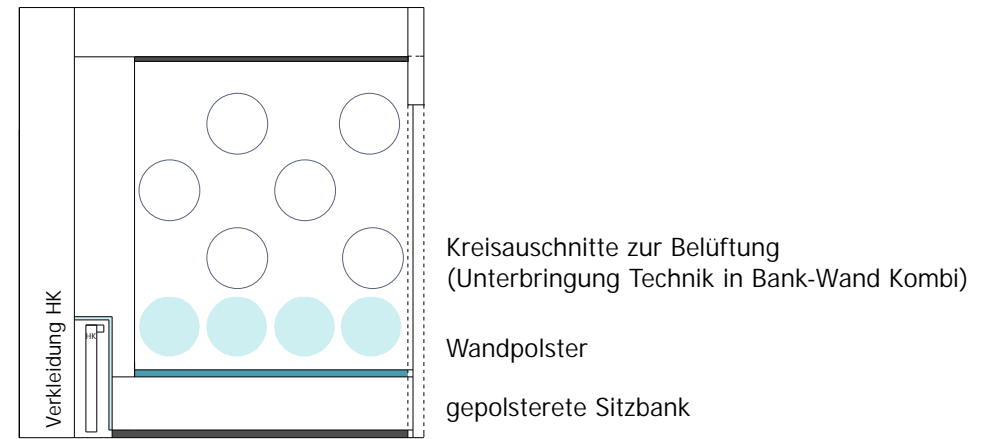 Verkleidung HK
HK
Kreisauschnitte zur Belüftung
(Unterbringung Technik in Bank-Wand Kombi)
Wandpolster
gepolsterete Sitzbank